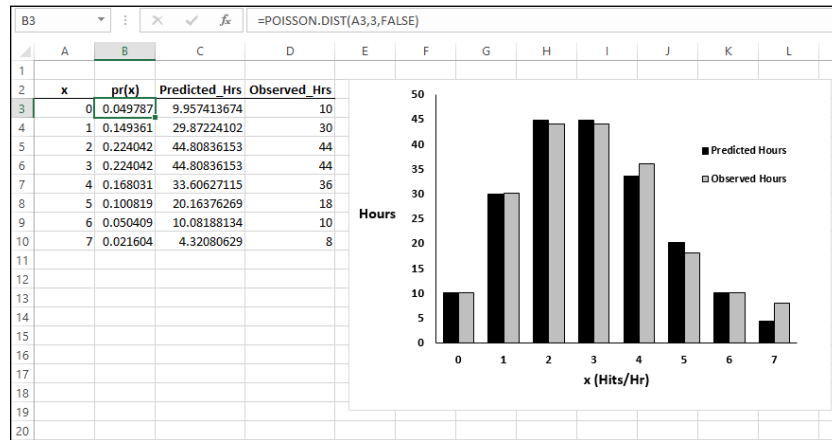 B3 fx =POISSON.DIST(A3,3,FALSE)
A B C D E F G H I J K L
1
2 x pr(x) Predicted_Hrs Observed_Hrs
3 0 0.049787 9.957413674 10
4 1 0.149361 29.87224102 30
5 2 0.224042 44.80836153 44
6 3 0.224042 44.80836153 44
7 4 0.168031 33.60627115 36
8 5 0.100819 20.16376269 18
9 6 0.050409 10.08188134 10
10 7 0.021604 4.32080629 8
11
12
13
14
15
16
17
18
19
20
Hours
50
45
40
35
30
25
20
15
10
5
0
Predicted Hours
Observed Hours
0 1 2 3 4 5 6 7
x (Hits/Hr)